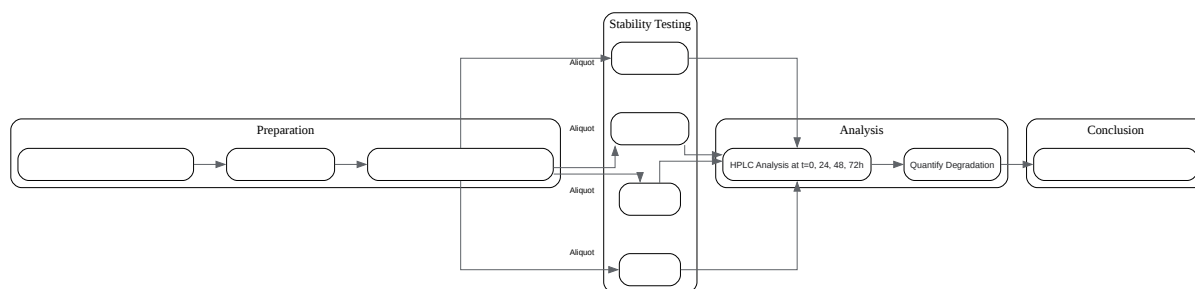 Stability Testing
Aliquot
Aliquot
Preparation
Analysis
Conclusion
HPLC Analysis at t=0, 24, 48, 72h
Quantify Degradation
Aliquot
Aliquot